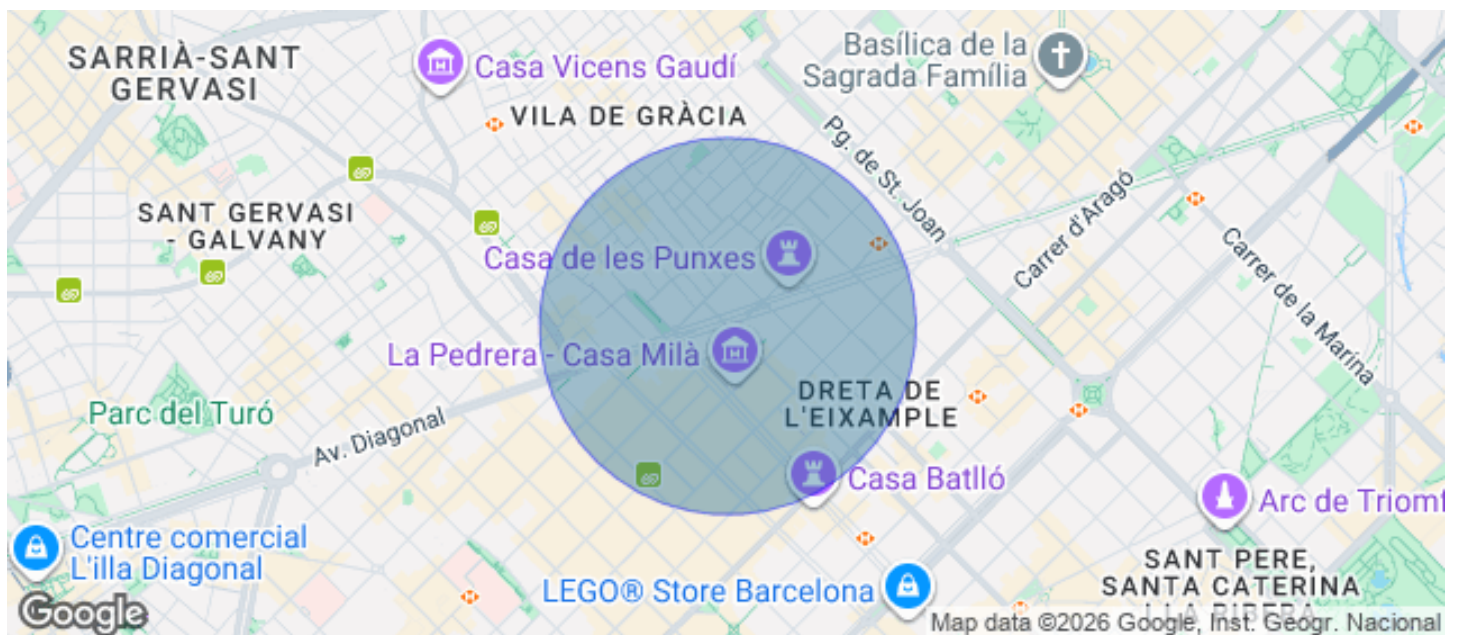 SARRIÀ-SANT
GERVASI
Casa Vicens Gaudí
Basílica de la
Sagrada Família
VILA DE GRÀCIA
Pg. de St. Joan
SANT GERVASI
- GALVANY
Casa de les Punxes
Carrer d'Aragó
Carrer de la Marina
La Pedrera - Casa Milà
DRETA DE
L'EIXAMPLE
Parc del Turó
Av. Diagonal
Casa Batlló
Arc de Triomf
Centre comercial
L'illa Diagonal
LEGO® Store Barcelona
SANT PERE,
SANTA CATERINA
I LA RIBERA
Google
Map data ©2026 Google, Inst. Geogr. Nacional